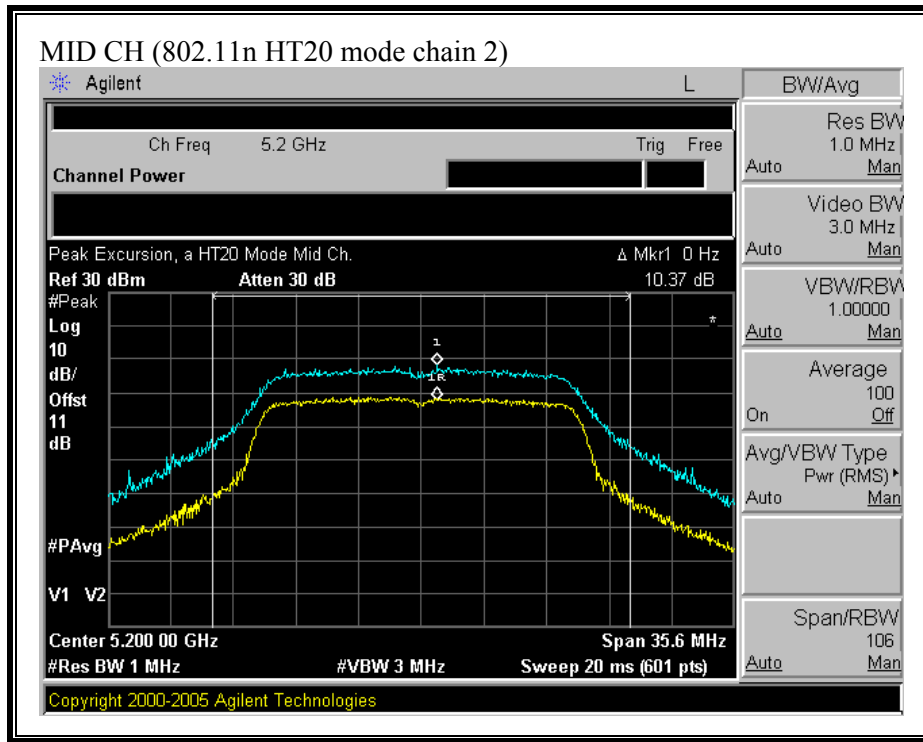 MID CH (802.11n HT20 mode chain 2)
Agilent L
Ch Freq 5.2 GHz Trig Free
Channel Power
Peak Excursion, a HT20 Mode Mid Ch. Δ Mkr1 0 Hz
Ref 30 dBm Atten 30 dB 10.37 dB
#Peak
Log
10
dB/
Offst
11
dB
#PAvg
V1 V2
*
1
1R
Center 5.200 00 GHz Span 35.6 MHz
#Res BW 1 MHz #VBW 3 MHz Sweep 20 ms (601 pts)
Copyright 2000-2005 Agilent Technologies
BW/Avg
Res BW
1.0 MHz
Auto Man
Video BW
3.0 MHz
Auto Man
VBW/RBW
1.00000
Auto Man
Average
100
On Off
Avg/VBW Type
Pwr (RMS)
Auto Man
Span/RBW
106
Auto Man